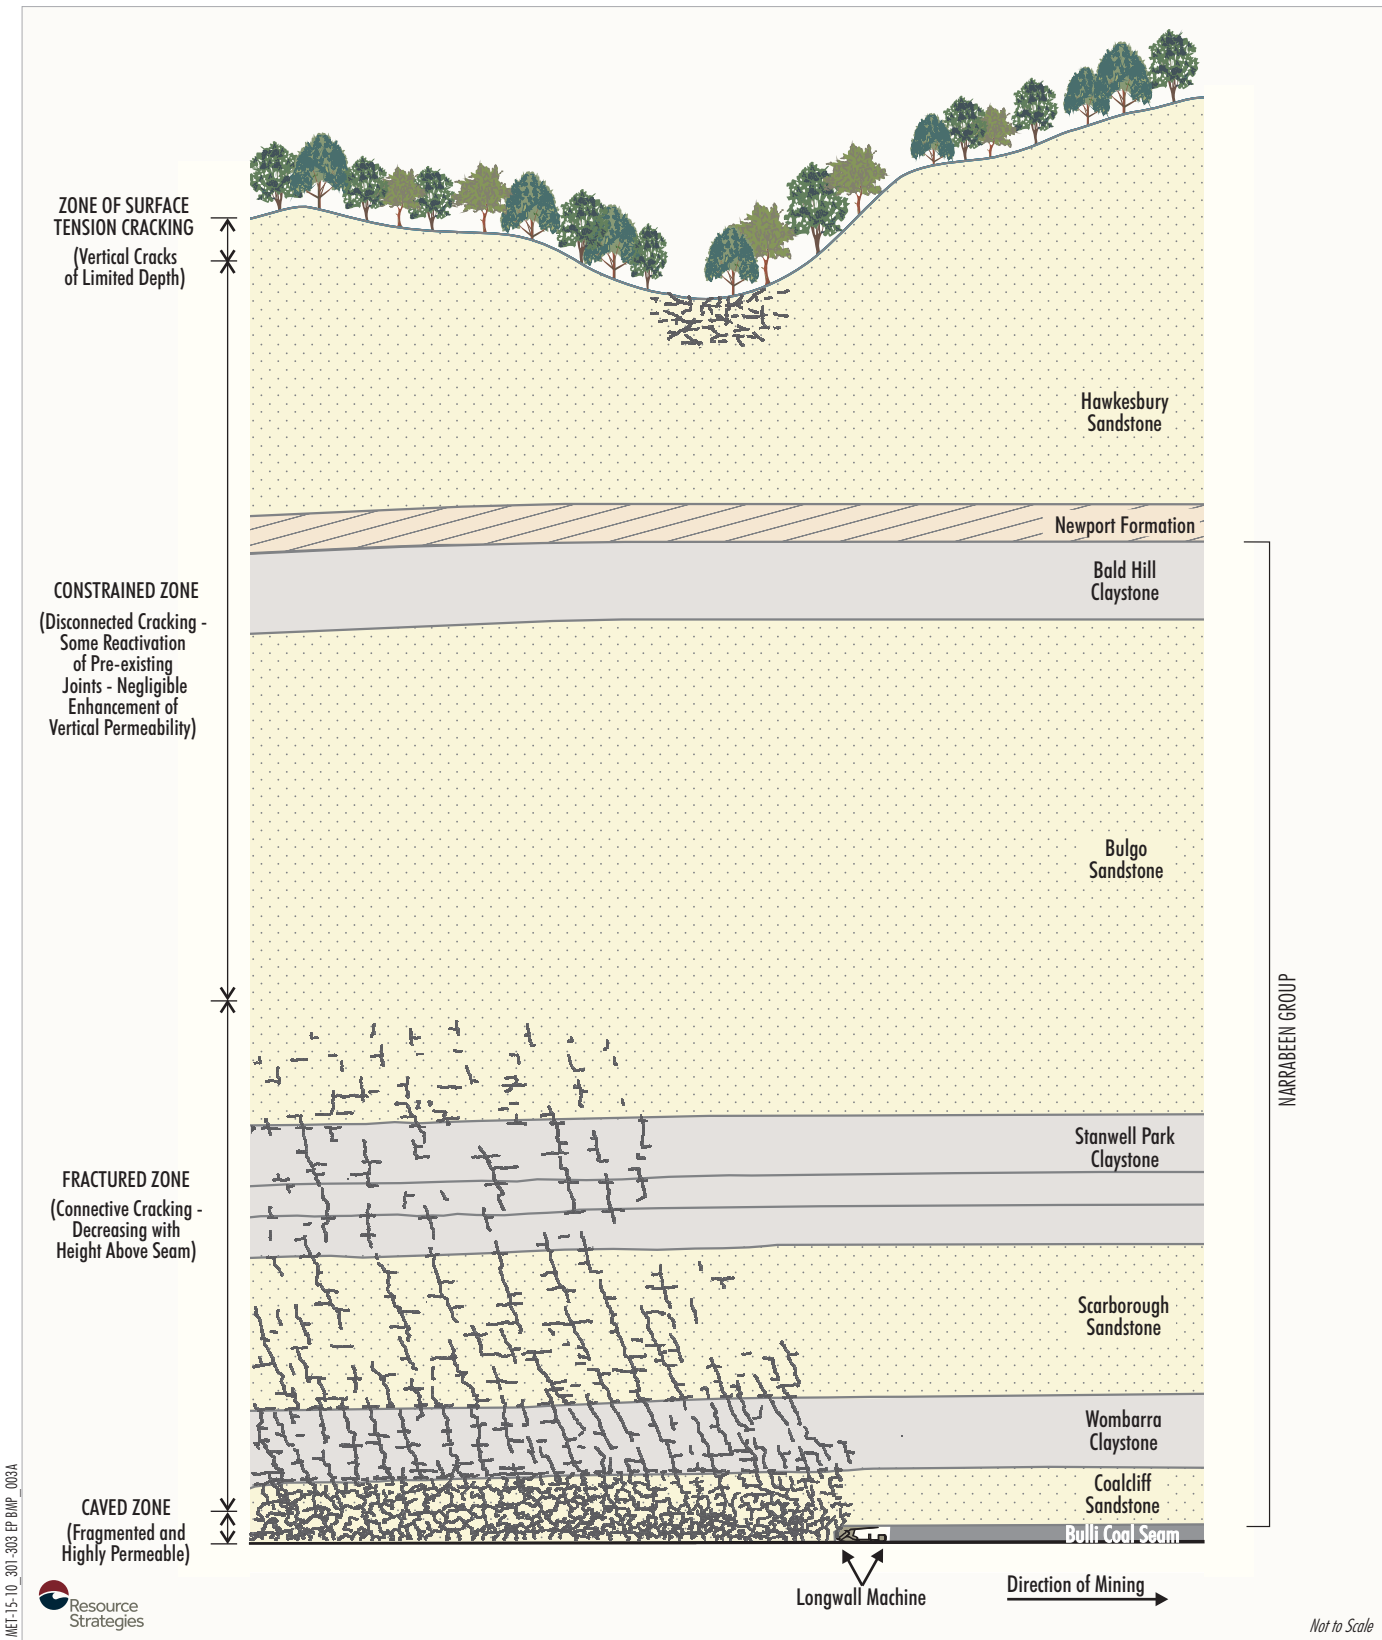 ZONE OF SURFACE
TENSION CRACKING
(Vertical Cracks
of Limited Depth)
CONSTRAINED ZONE
(Disconnected Cracking -
Some Reactivation
of Pre-existing
Joints - Negligible
Enhancement of
Vertical Permeability)
FRACTURED ZONE
(Connective Cracking -
Decreasing with
Height Above Seam)
CAVED ZONE
(Fragmented and
Highly Permeable)
Hawkesbury
Sandstone
Newport Formation
Bald Hill
Claystone
Bulgo
Sandstone
Stanwell Park
Claystone
Scarborough
Sandstone
Wombarra
Claystone
Coalcliff
Sandstone
Bulli Coal Seam
NARRABEEN GROUP
Longwall Machine
Direction of Mining
Not to Scale
MET-15-10_301-303 EP BMP_003A
Resource
Strategies